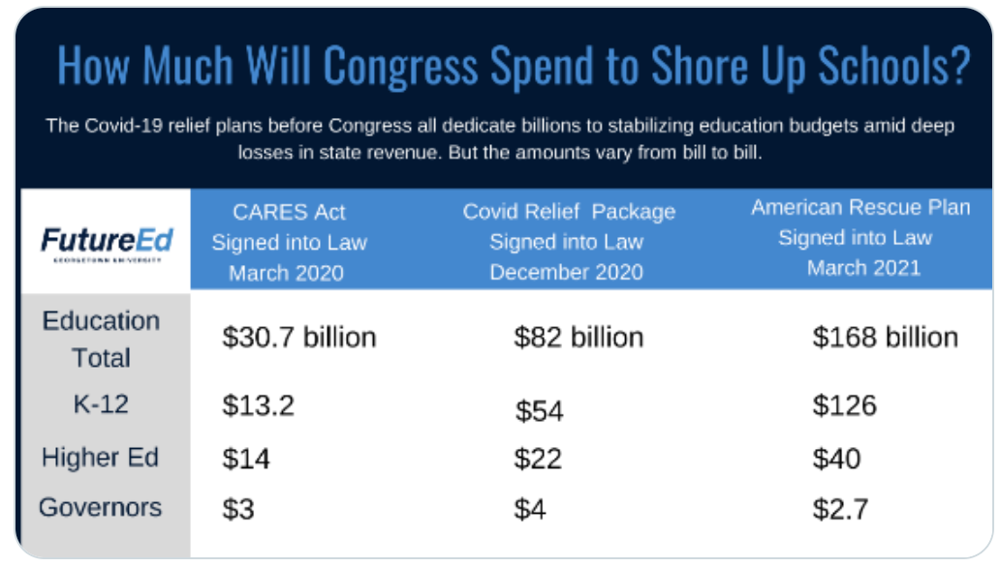 How Much Will Congress Spend to Shore Up Schools?
The Covid-19 relief plans before Congress all dedicate billions to stabilizing education budgets amid deep
losses in state revenue. But the amounts vary from bill to bill.
FutureEd
GEORGETOWN UNIVERSITY
CARES Act
Signed into Law
March 2020
Covid Relief Package
Signed into Law
December 2020
American Rescue Plan
Signed into Law
March 2021
Education
Total
$30.7 billion
$82 billion
$168 billion
K-12
$13.2
$54
$126
Higher Ed
$14
$22
$40
Governors
$3
$4
$2.7